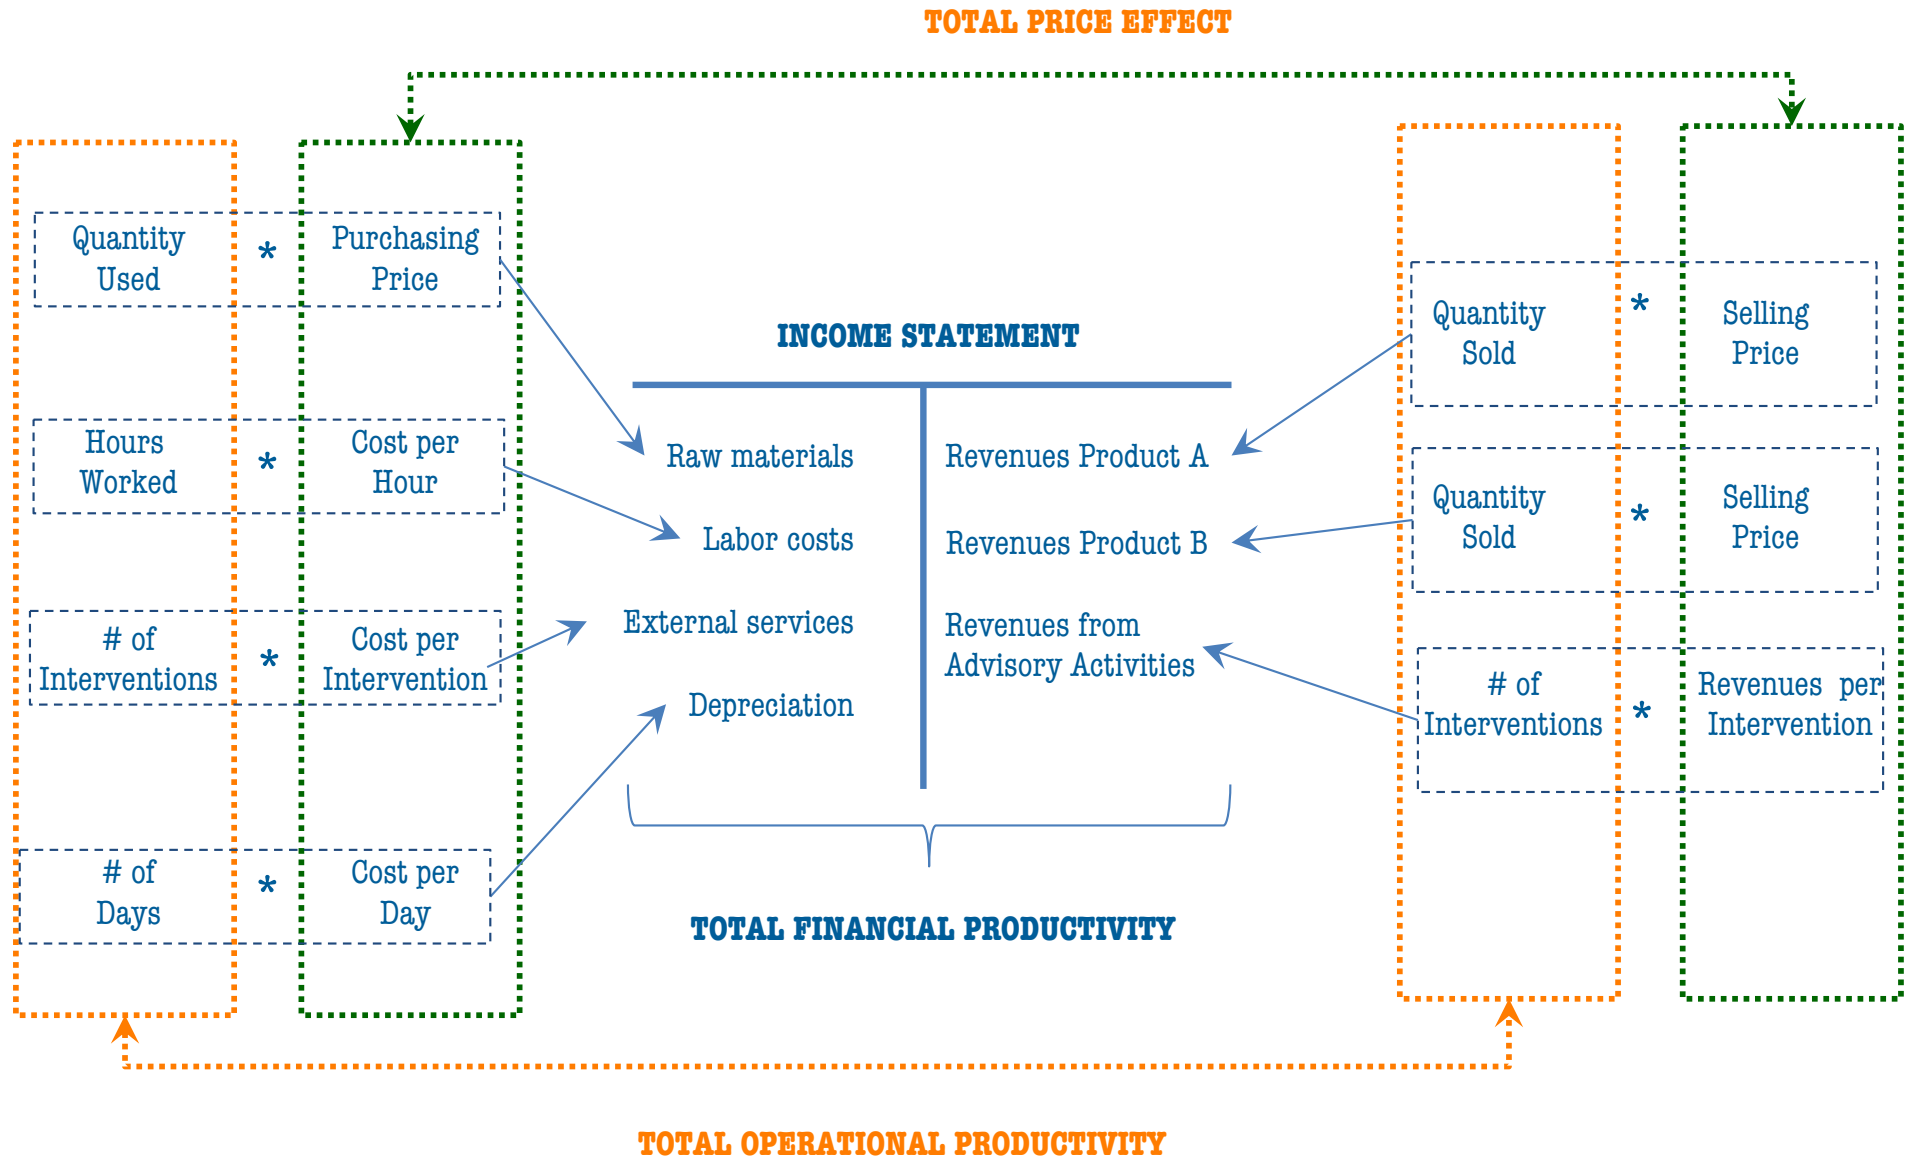 TOTAL PRICE EFFECT
Quantity
Used
*
Purchasing
Price
Hours
Worked
*
Cost per
Hour
# of
Interventions
*
Cost per
Intervention
# of
Days
*
Cost per
Day
INCOME STATEMENT
Raw materials
Labor costs
External services
Depreciation
Revenues Product A
Revenues Product B
Revenues from
Advisory Activities
TOTAL FINANCIAL PRODUCTIVITY
Quantity
Sold
*
Selling
Price
Quantity
Sold
*
Selling
Price
# of
Interventions
*
Revenues per
Intervention
TOTAL OPERATIONAL PRODUCTIVITY